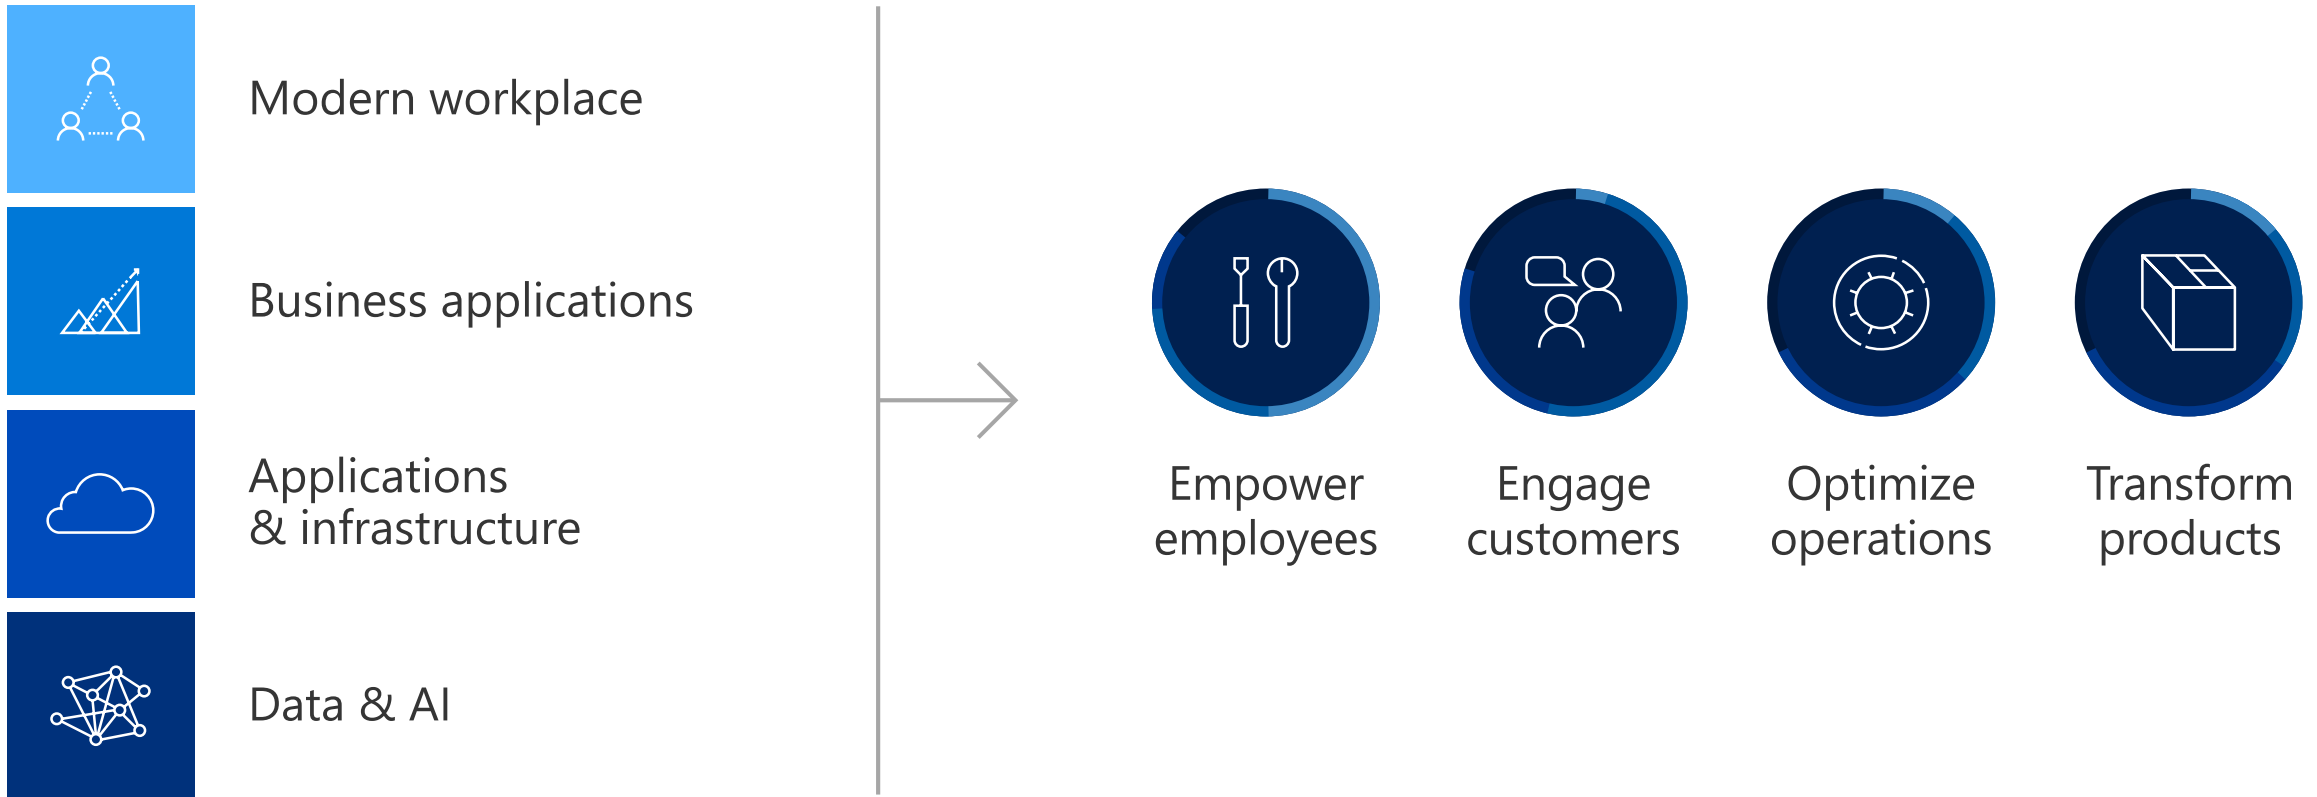 Modern workplace
Business applications
Applications
& infrastructure
Data & AI
Empower
employees
Engage
customers
Optimize
operations
Transform
products